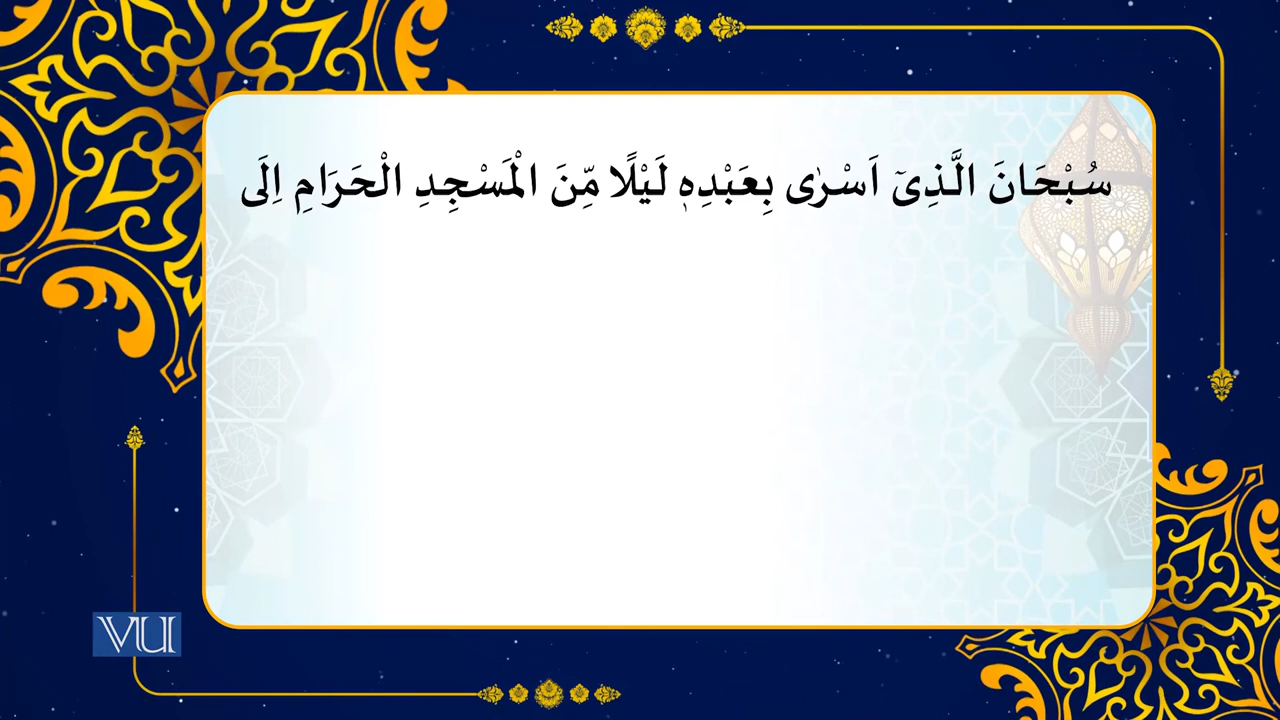 سُبْحَانَ الَّذِىٓ اَسْرٰى بِعَبْدِهٖ لَيْلًا مِّنَ الْمَسْجِدِ الْحَرَامِ اِلَى
VU